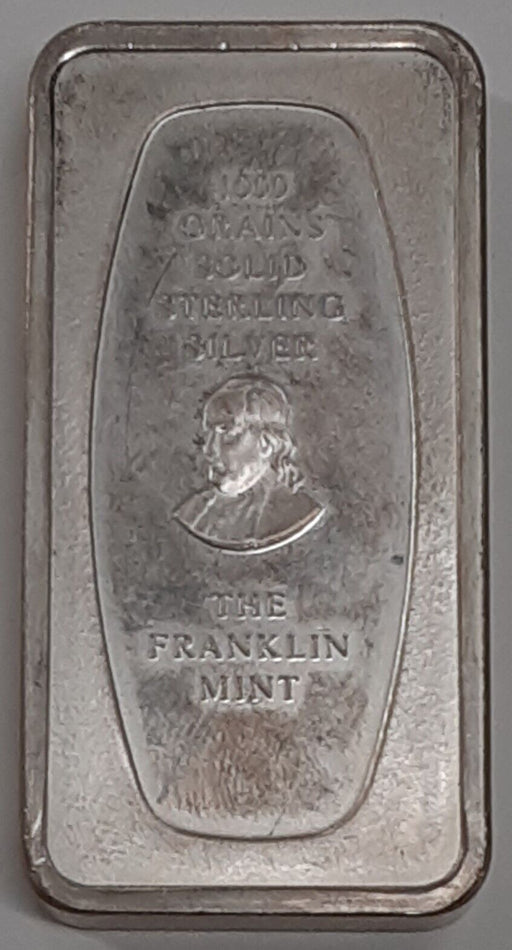 1000
GRAINS
SOLID
STERLING
SILVER
THE
FRANKLIN
MINT